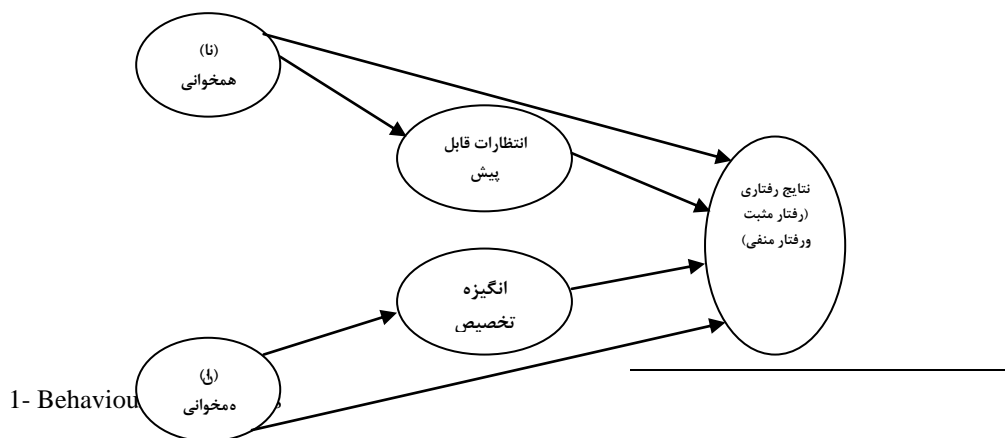 (نا)
همخوانی
انتظارات قابل
پیش
نتایج رفتاری
(رفتار مثبت
ورفتار منفی)
انگیزه
تخصیص
همخوانی
1- Behaviou